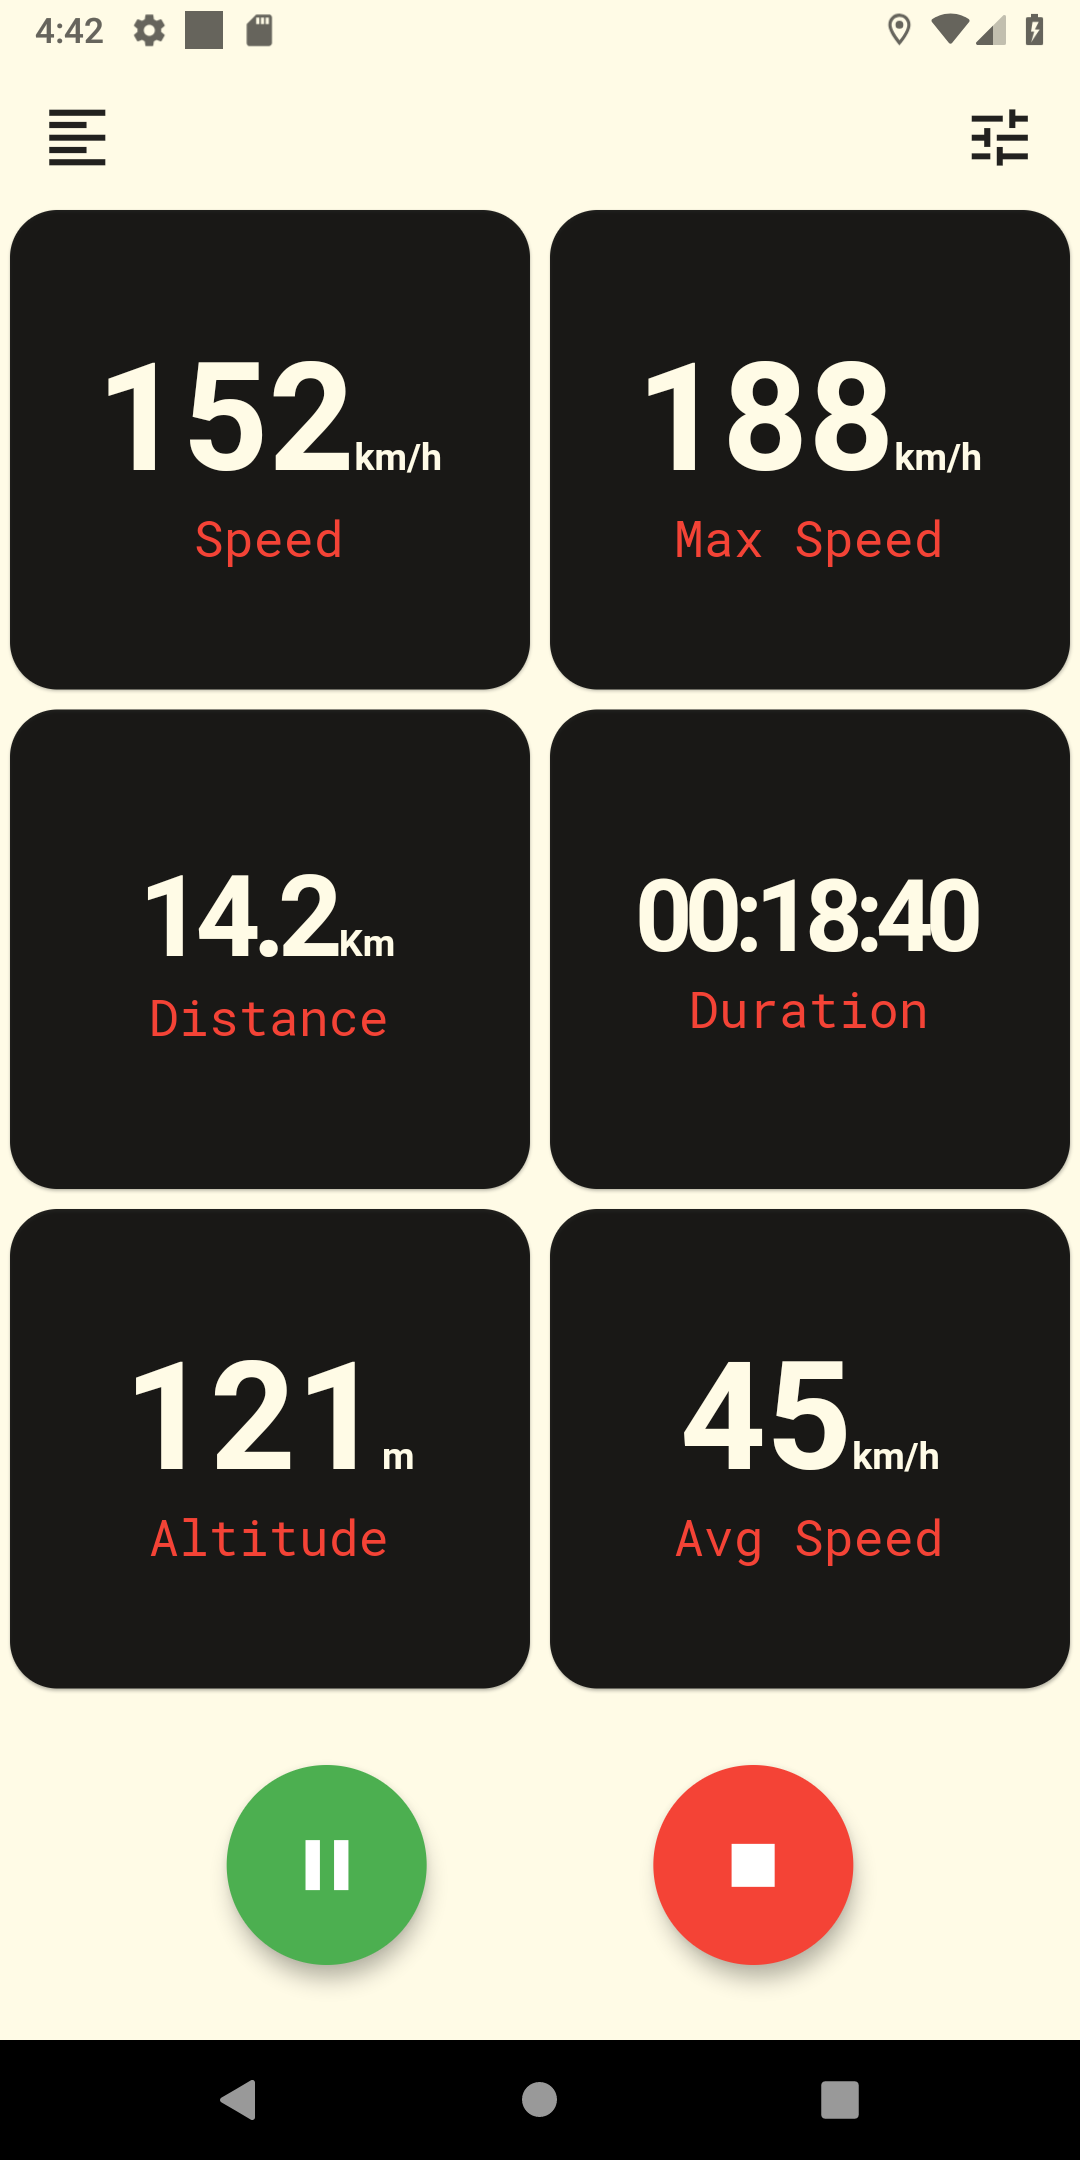 4:42
152km/h
Speed
188km/h
Max Speed
14.2Km
Distance
00:18:40
Duration
121m
Altitude
45km/h
Avg Speed